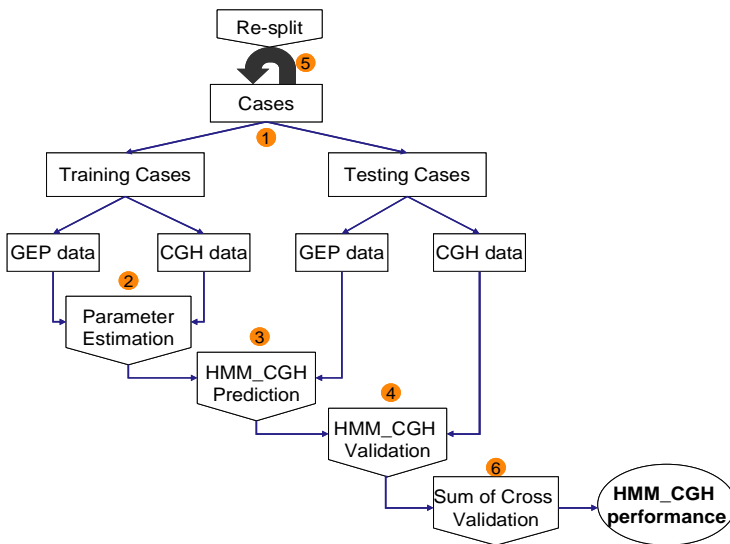 Re-split
5
Cases
1
Training Cases
Testing Cases
GEP data
CGH data
GEP data
CGH data
2
Parameter
Estimation
3
HMM_CGH
Prediction
4
HMM_CGH
Validation
6
Sum of Cross
Validation
HMM_CGH
performance